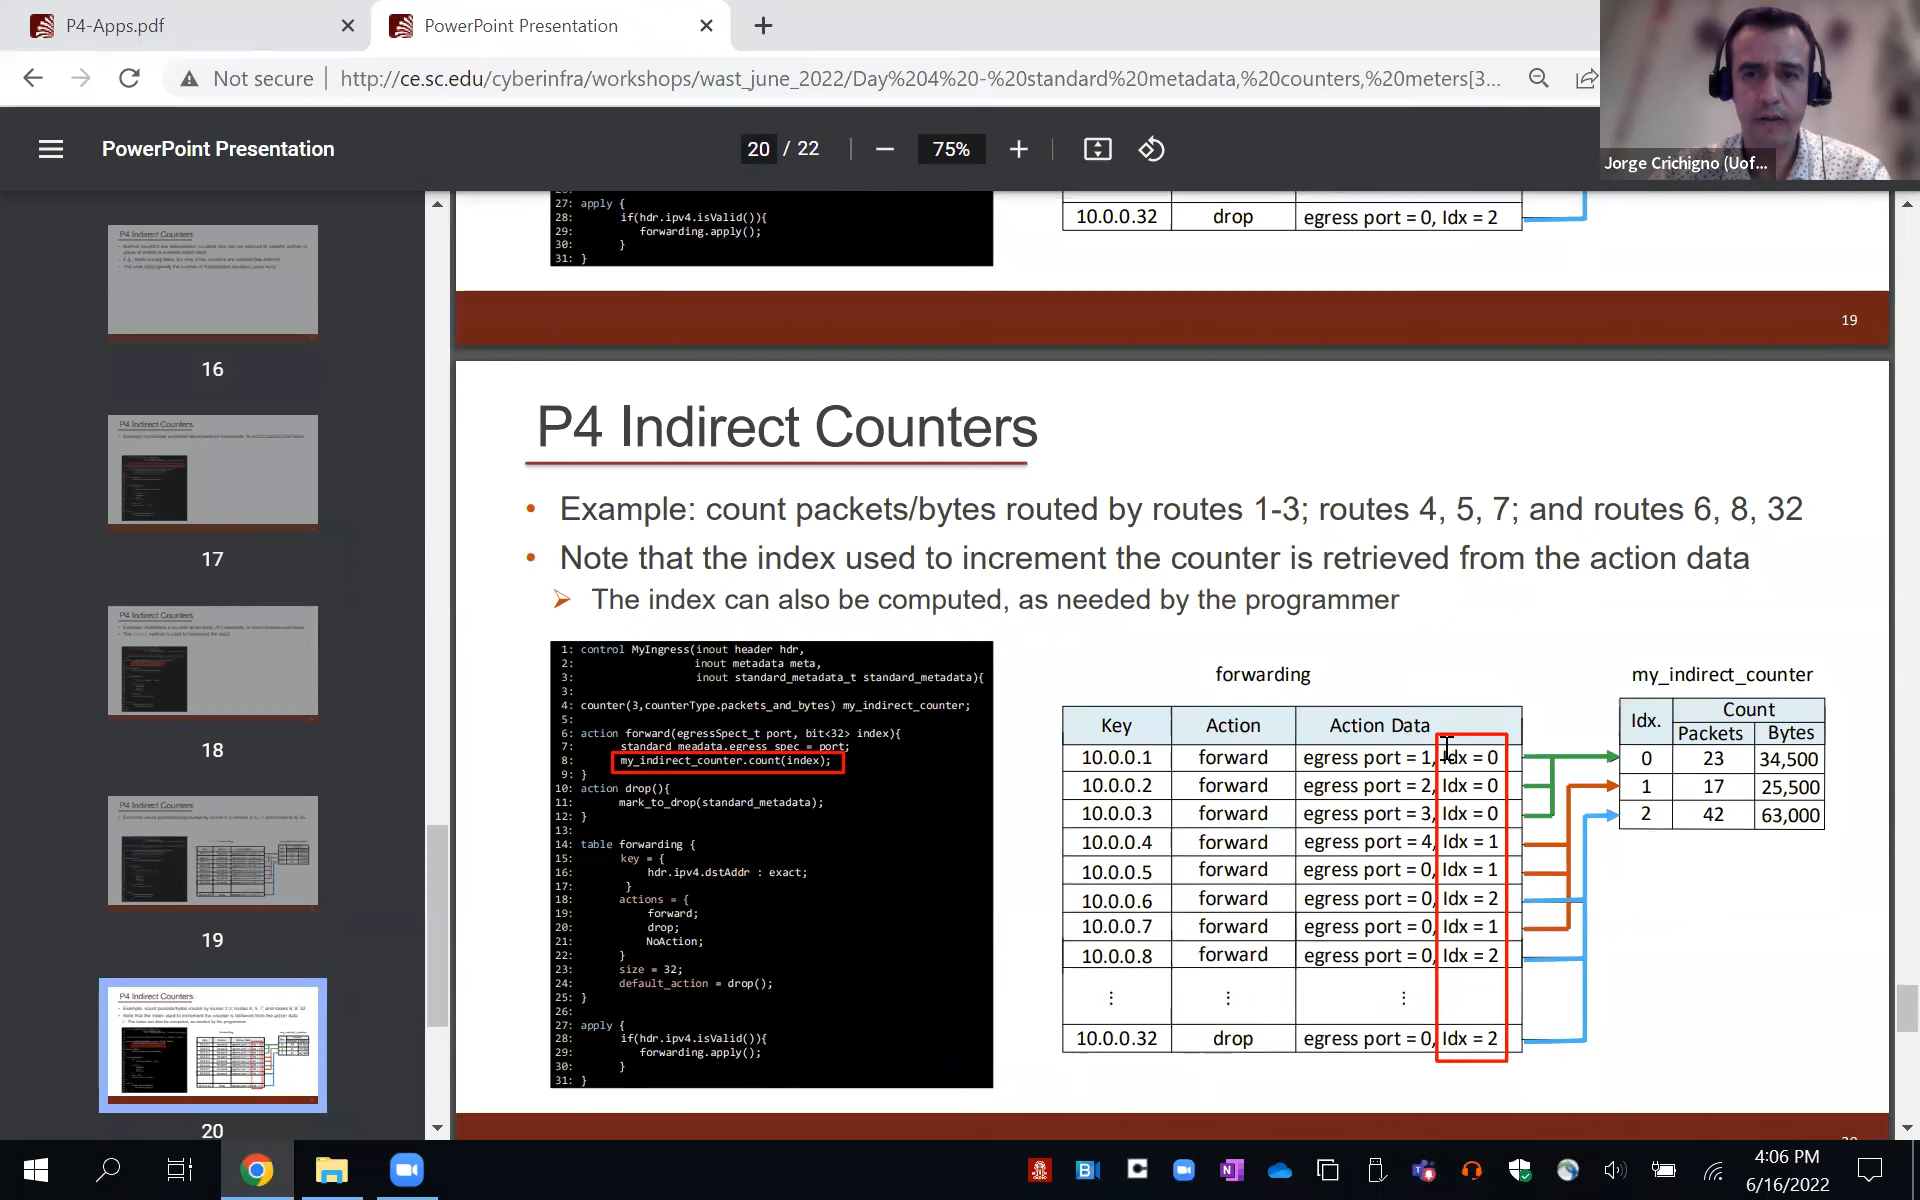 P4-Apps.pdf
PowerPoint Presentation
Not secure
http://ce.sc.edu/cyberinfra/workshops/wast_june_2022/Day%204%20-%20standard%20metadata,%20counters,%20meters[3...
Jorge Crichigno (Uof...
PowerPoint Presentation
20 / 22
75%
16
17
18
19
20
27: apply {
28: if(hdr.ipv4.isValid()){
29: forwarding.apply();
30: }
31: }
10.0.0.32 drop egress port = 0, Idx = 2
19
P4 Indirect Counters
• Example: count packets/bytes routed by routes 1-3; routes 4, 5, 7; and routes 6, 8, 32
• Note that the index used to increment the counter is retrieved from the action data
➢ The index can also be computed, as needed by the programmer
1: control MyIngress(inout header hdr,
2: inout metadata meta,
3: inout standard_metadata_t standard_metadata){
3:
4: counter(3,counterType.packets_and_bytes) my_indirect_counter;
5:
6: action forward(egressSpect_t port, bit<32> index){
7: standard_meadata.egress_spec = port;
8: my_indirect_counter.count(index);
9: }
10: action drop(){
11: mark_to_drop(standard_metadata);
12: }
13:
14: table forwarding {
15: key = {
16: hdr.ipv4.dstAddr : exact;
17: }
18: actions = {
19: forward;
20: drop;
21: NoAction;
22: }
23: size = 32;
24: default_action = drop();
25: }
26:
27: apply {
28: if(hdr.ipv4.isValid()){
29: forwarding.apply();
30: }
31: }
forwarding
Key Action Action Data
10.0.0.1 forward egress port = 1, Idx = 0
10.0.0.2 forward egress port = 2, Idx = 0
10.0.0.3 forward egress port = 3, Idx = 0
10.0.0.4 forward egress port = 4, Idx = 1
10.0.0.5 forward egress port = 0, Idx = 1
10.0.0.6 forward egress port = 0, Idx = 2
10.0.0.7 forward egress port = 0, Idx = 1
10.0.0.8 forward egress port = 0, Idx = 2
⋮ ⋮ ⋮
10.0.0.32 drop egress port = 0, Idx = 2
my_indirect_counter
Idx. Count
Packets Bytes
0 23 34,500
1 17 25,500
2 42 63,000
4:06 PM
6/16/2022